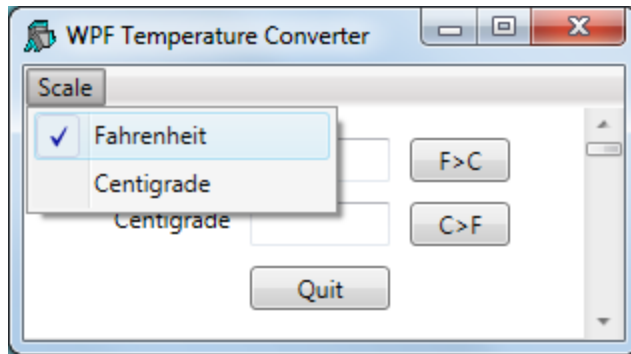 WPF Temperature Converter
Scale
Fahrenheit
F>C
Centigrade
Centigrade
C>F
Quit